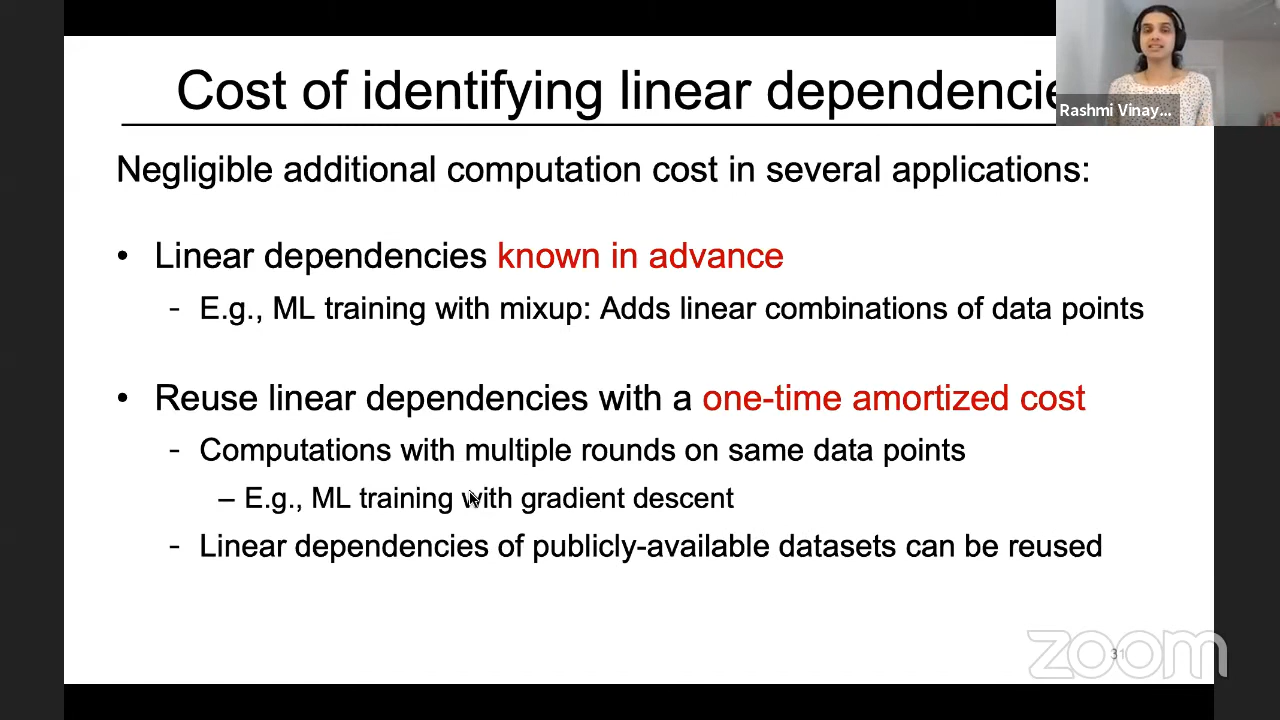 Cost of identifying linear dependencie
Rashmi Vinay...
Negligible additional computation cost in several applications:
• Linear dependencies known in advance
- E.g., ML training with mixup: Adds linear combinations of data points
• Reuse linear dependencies with a one-time amortized cost
- Computations with multiple rounds on same data points
– E.g., ML training with gradient descent
- Linear dependencies of publicly-available datasets can be reused
zoom
31